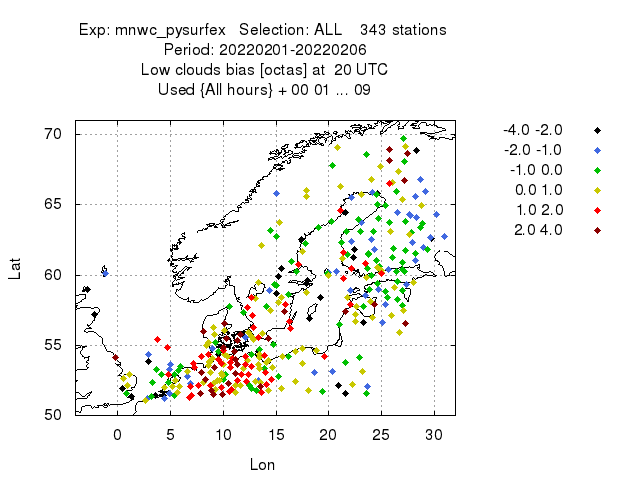 Exp: mnwc_pysurfex   Selection: ALL    343 stations
Period: 20220201-20220206
Low clouds bias [octas] at  20 UTC
Used {All hours} + 00 01 ... 09
-4.0 -2.0
-2.0 -1.0
-1.0 0.0
0.0 1.0
1.0 2.0
2.0 4.0
70
65
60
55
50
Lat
0 5 10 15 20 25 30
Lon